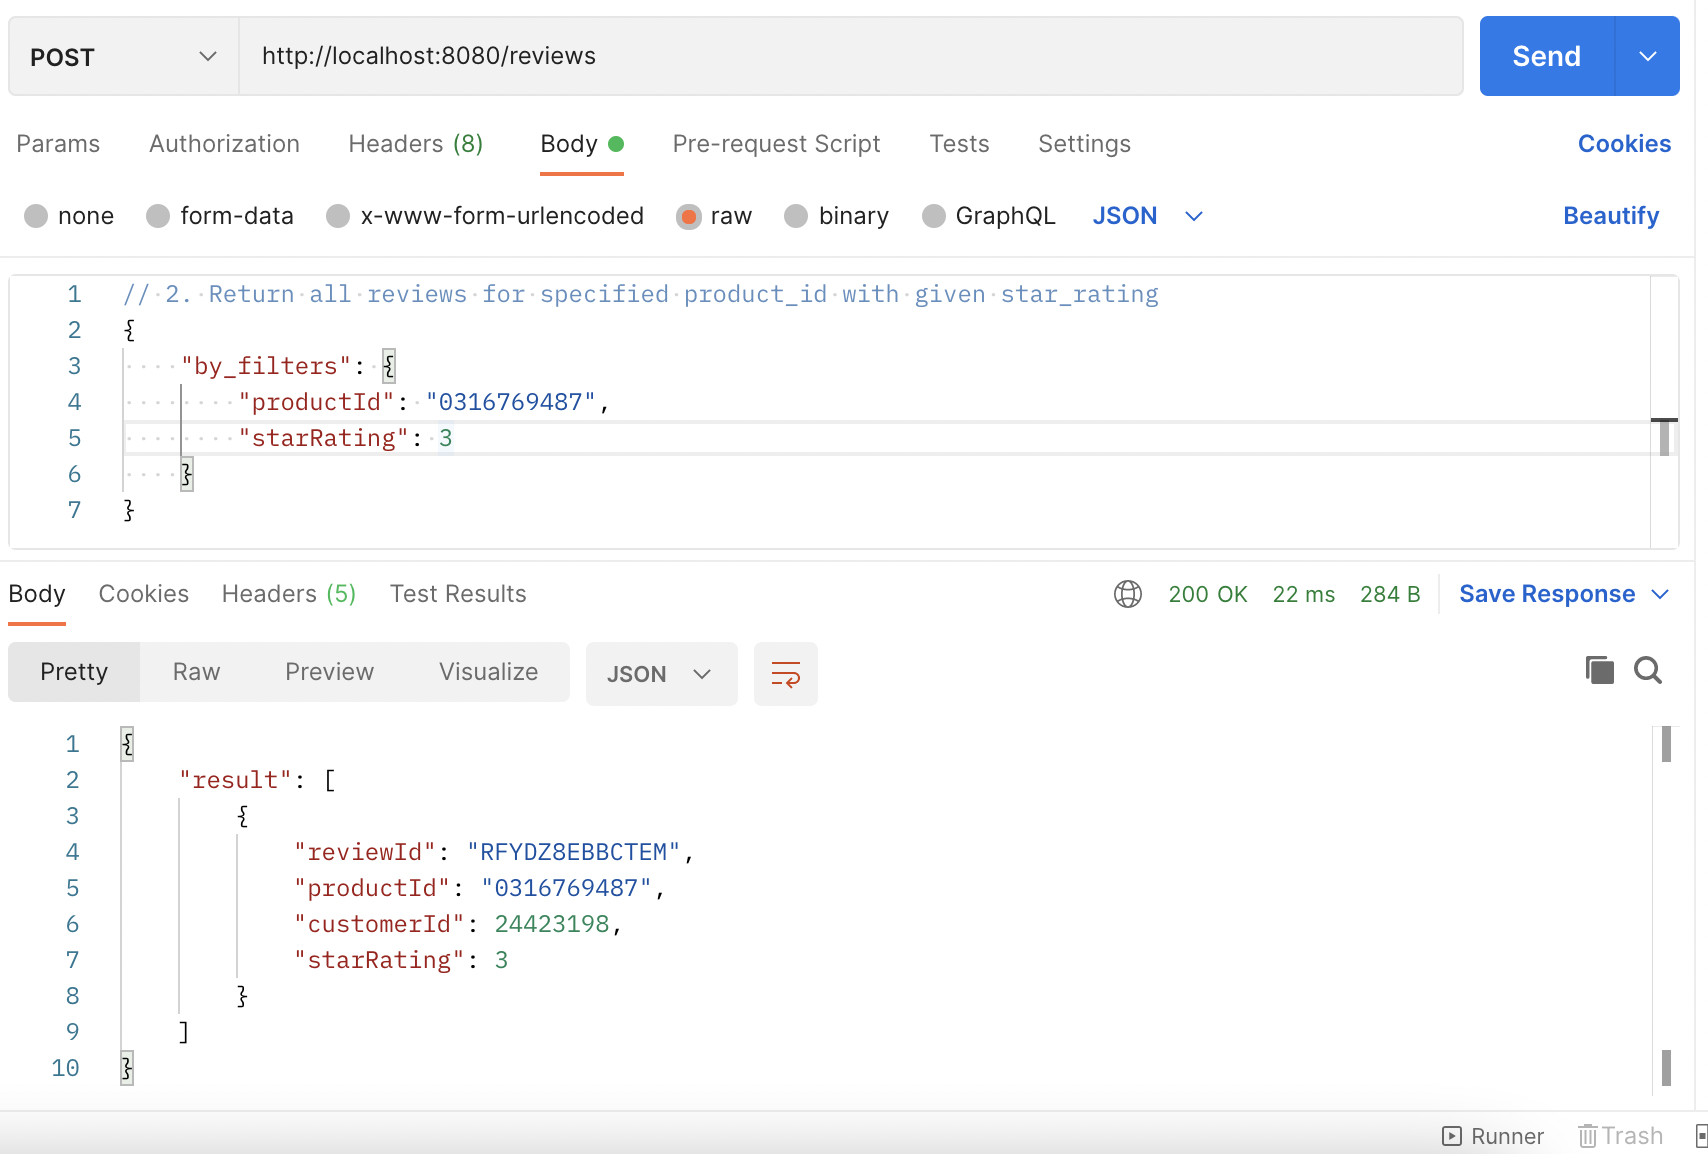 POST http://localhost:8080/reviews Send
Params Authorization Headers (8) Body Pre-request Script Tests Settings Cookies
none form-data x-www-form-urlencoded raw binary GraphQL JSON Beautify
1 // 2. Return all reviews for specified product_id with given star_rating
2 {
3 "by_filters": {
4 "productId": "0316769487",
5 "starRating": 3
6 }
7 }
Body Cookies Headers (5) Test Results 200 OK 22 ms 284 B Save Response
Pretty Raw Preview Visualize JSON
1 {
2 "result": [
3 {
4 "reviewId": "RFYDZ8EBBCTEM",
5 "productId": "0316769487",
6 "customerId": 24423198,
7 "starRating": 3
8 }
9 ]
10 }
Runner Trash